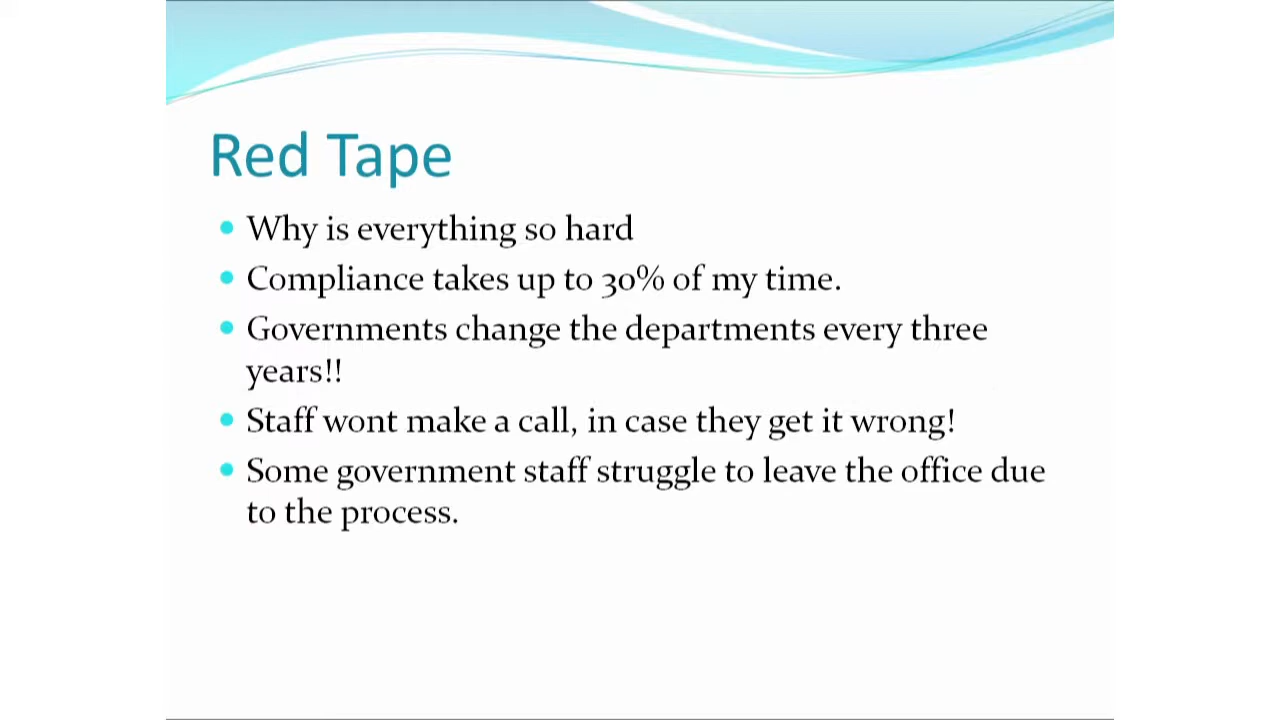 Red Tape
Why is everything so hard
Compliance takes up to 30% of my time.
Governments change the departments every three
years!!
Staff wont make a call, in case they get it wrong!
Some government staff struggle to leave the office due
to the process.